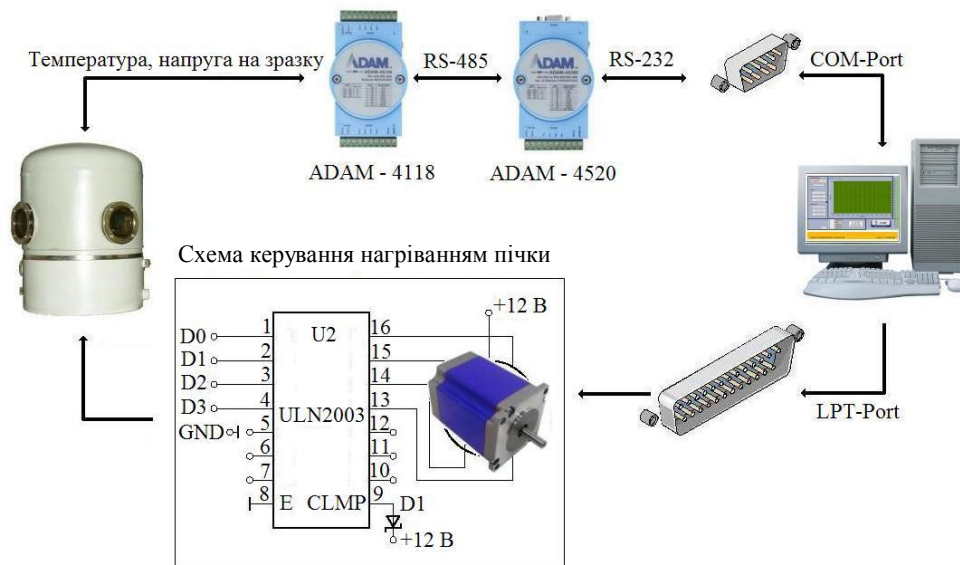 Температура, напруга на зразку
ADAM
RS-485
ADAM
RS-232
COM-Port
ADAM - 4118
ADAM - 4520
Схема керування нагріванням пічки
+12 В
D0
1
U2
16
D1
2
15
D2
3
14
D3
4
ULN2003
13
GND
5
12
6
11
7
10
8
E
CLMP
9
D1
+12 В
LPT-Port